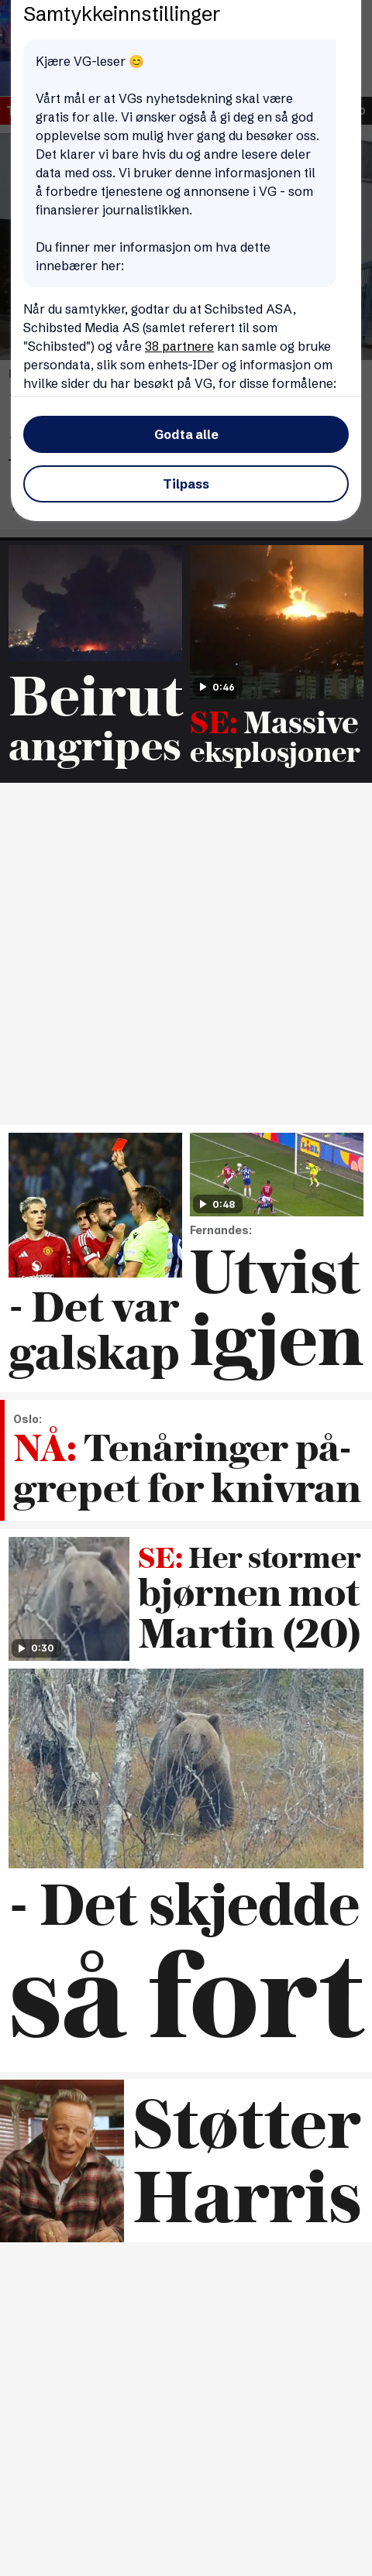 Samtykkeinnstillinger
Kjære VG-leser 😊
Vårt mål er at VGs nyhetsdekning skal være
gratis for alle. Vi ønsker også å gi deg en så god
opplevelse som mulig hver gang du besøker oss.
Det klarer vi bare hvis du og andre lesere deler
data med oss. Vi bruker denne informasjonen til
å forbedre tjenestene og annonsene i VG - som
finansierer journalistikken.
Du finner mer informasjon om hva dette
innebærer her:
Når du samtykker, godtar du at Schibsted ASA,
Schibsted Media AS (samlet referert til som
"Schibsted") og våre 38 partnere kan samle og bruke
persondata, slik som enhets-IDer og informasjon om
hvilke sider du har besøkt på VG, for disse formålene:
Godta alle
Tilpass
Beirut
angripes
0:46
SE: Massive
eksplosjoner
- Det var
galskap
0:48
Fernandes:
Utvist
igjen
Oslo:
NÅ: Tenåringer på-
grepet for knivran
0:30
SE: Her stormer
bjørnen mot
Martin (20)
- Det skjedde
så fort
Støtter
Harris